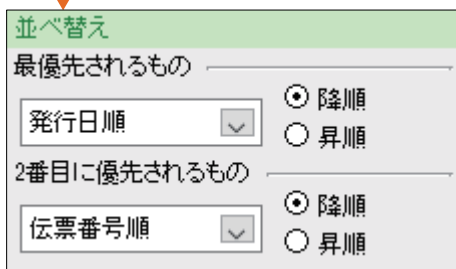 並べ替え
最優先されるもの
発行日順
降順
昇順
2番目に優先されるもの
伝票番号順
降順
昇順